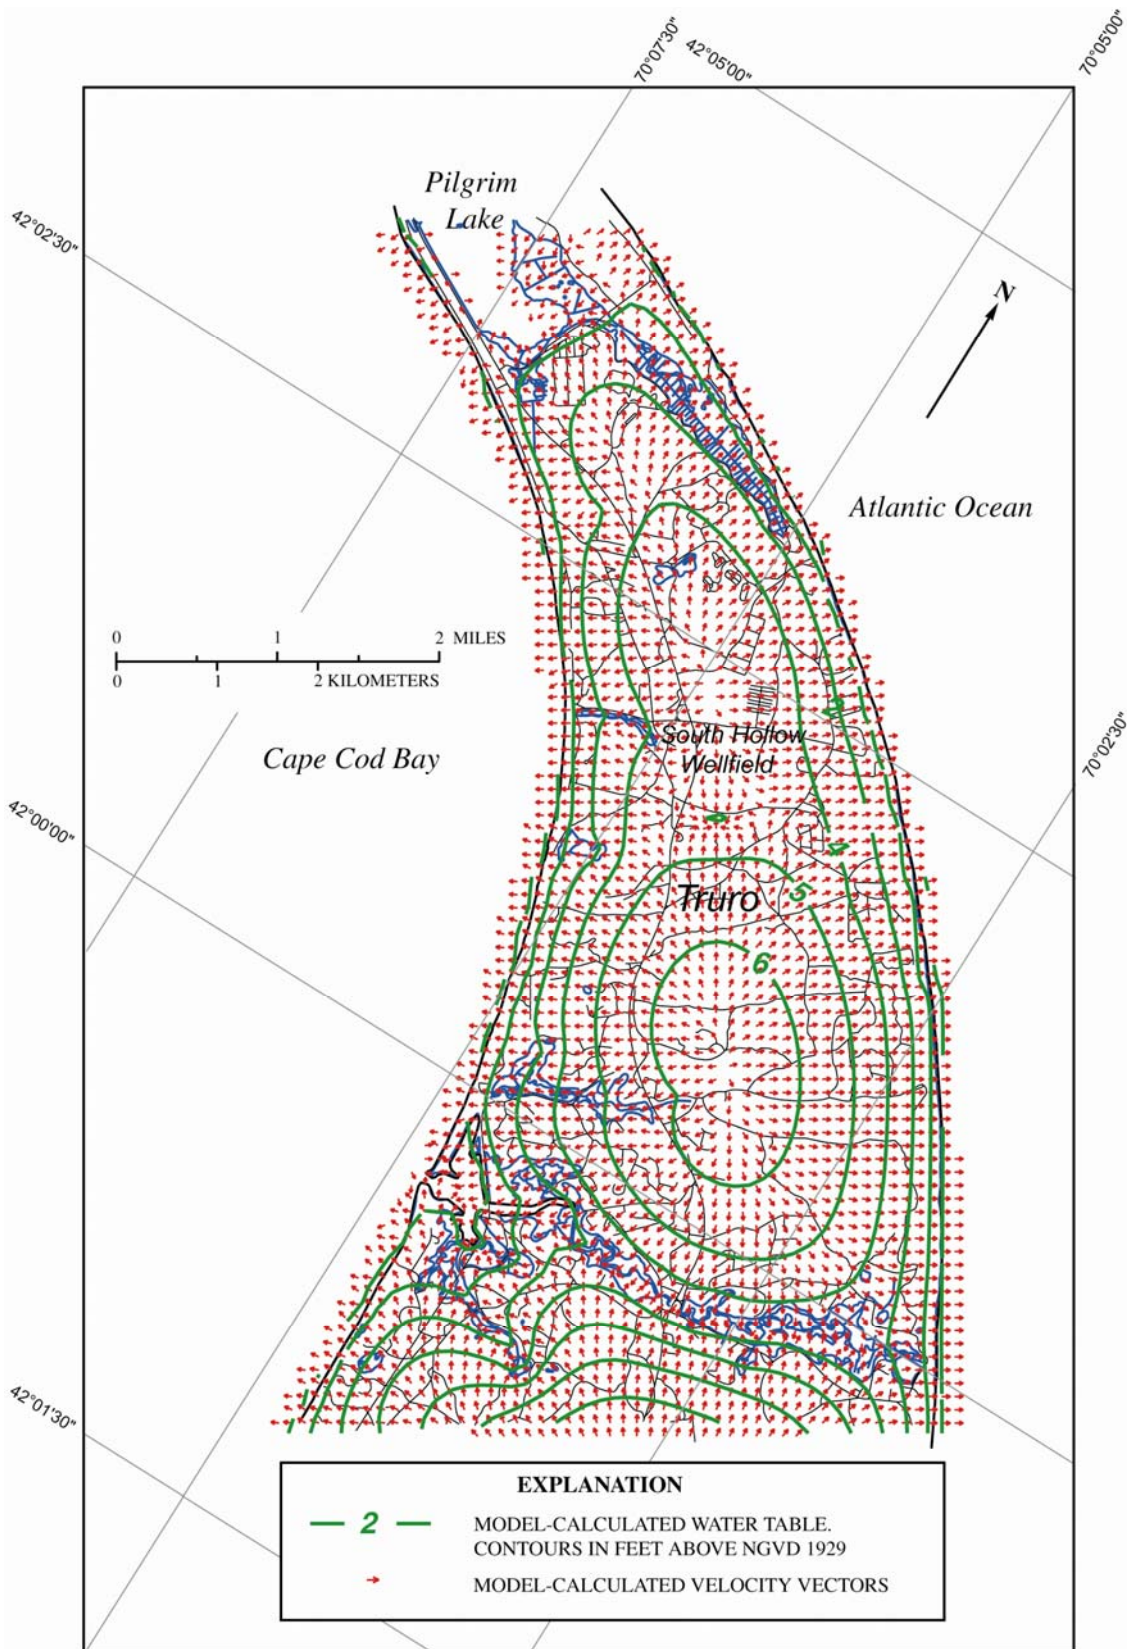 70°07'30"
42°05'00"
70°05'00"
Pilgrim
Lake
42°02'30"
N
Atlantic Ocean
0 1 2 MILES
0 1 2 KILOMETERS
South Hollow
Wellfield
Cape Cod Bay
70°02'30"
42°00'00"
4
Truro
5
6
42°01'30"
EXPLANATION
2
MODEL-CALCULATED WATER TABLE.
CONTOURS IN FEET ABOVE NGVD 1929
MODEL-CALCULATED VELOCITY VECTORS